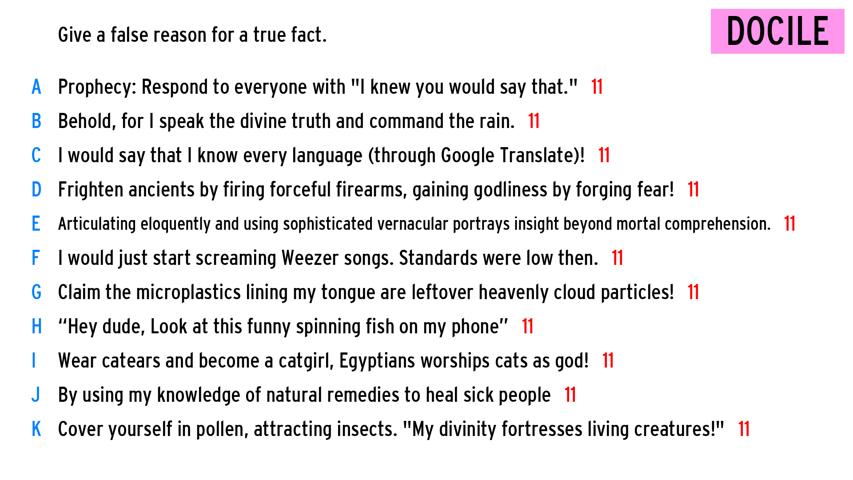 Give a false reason for a true fact.
DOCILE
A Prophecy: Respond to everyone with "I knew you would say that." 11
B Behold, for I speak the divine truth and command the rain. 11
C I would say that I know every language (through Google Translate)! 11
D Frighten ancients by firing forceful firearms, gaining godliness by forging fear! 11
E Articulating eloquently and using sophisticated vernacular portrays insight beyond mortal comprehension. 11
F I would just start screaming Weezer songs. Standards were low then. 11
G Claim the microplastics lining my tongue are leftover heavenly cloud particles! 11
H “Hey dude, Look at this funny spinning fish on my phone” 11
I Wear catears and become a catgirl, Egyptians worships cats as god! 11
J By using my knowledge of natural remedies to heal sick people 11
K Cover yourself in pollen, attracting insects. "My divinity fortresses living creatures!" 11